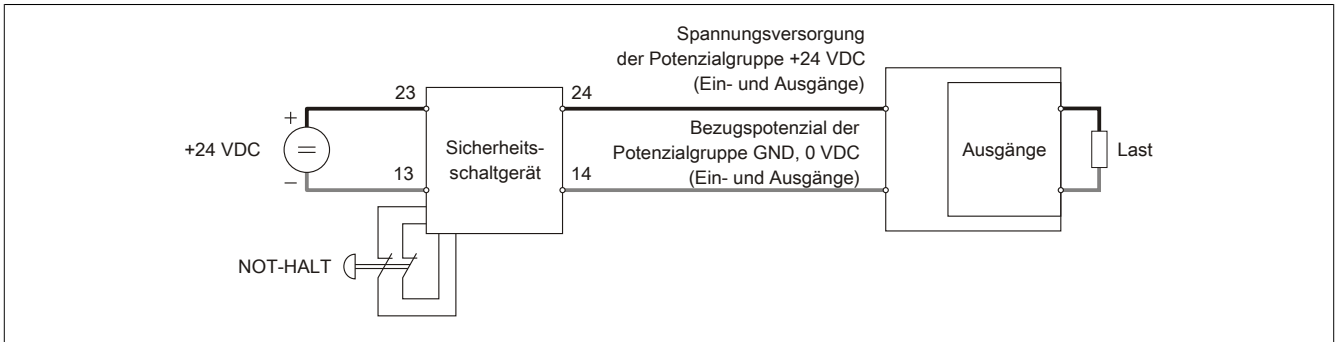 Spannungsversorgung
der Potenzialgruppe +24 VDC
(Ein- und Ausgänge)
23
24
+
+24 VDC
–
Sicherheits-
schaltgerät
Bezugspotenzial der
Potenzialgruppe GND, 0 VDC
(Ein- und Ausgänge)
Ausgänge
Last
13
14
NOT-HALT